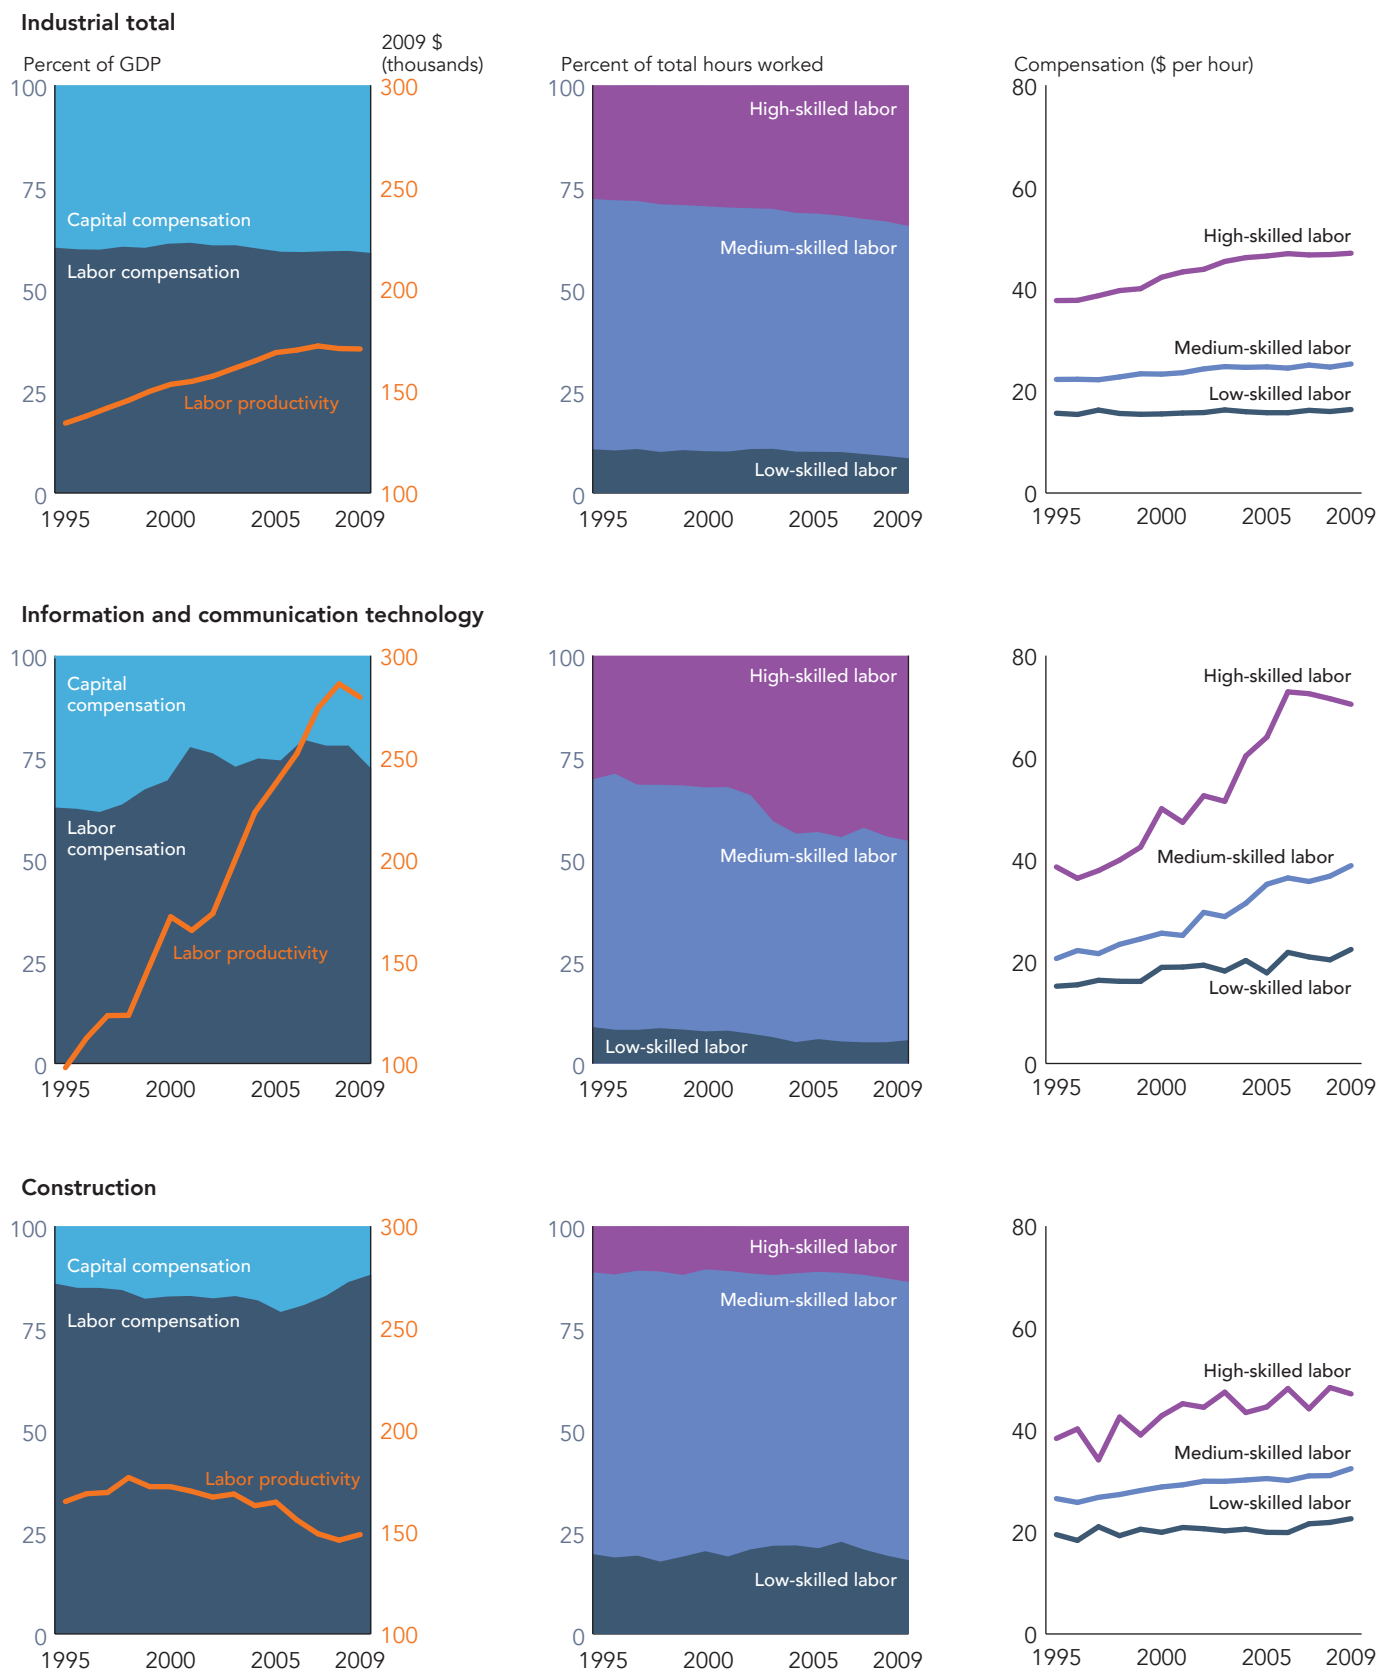 Industrial total
Percent of GDP
2009 $
(thousands)
Percent of total hours worked
Compensation ($ per hour)
100
75
50
25
0
300
250
200
150
100
Capital compensation
Labor compensation
Labor productivity
1995 2000 2005 2009
100
75
50
25
0
High-skilled labor
Medium-skilled labor
Low-skilled labor
1995 2000 2005 2009
80
60
40
20
0
High-skilled labor
Medium-skilled labor
Low-skilled labor
1995 2000 2005 2009
Information and communication technology
100
75
50
25
0
300
250
200
150
100
Capital
compensation
Labor
compensation
Labor productivity
1995 2000 2005 2009
100
75
50
25
0
High-skilled labor
Medium-skilled labor
Low-skilled labor
1995 2000 2005 2009
80
60
40
20
0
High-skilled labor
Medium-skilled labor
Low-skilled labor
1995 2000 2005 2009
Construction
100
75
50
25
0
300
250
200
150
100
Capital compensation
Labor compensation
Labor productivity
1995 2000 2005 2009
100
75
50
25
0
High-skilled labor
Medium-skilled labor
Low-skilled labor
1995 2000 2005 2009
80
60
40
20
0
High-skilled labor
Medium-skilled labor
Low-skilled labor
1995 2000 2005 2009